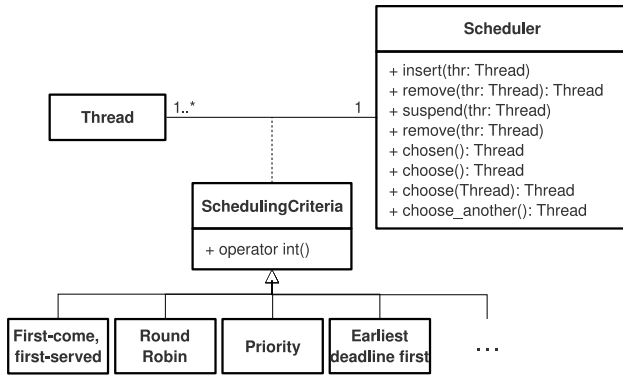 Scheduler
+ insert(thr: Thread)
+ remove(thr: Thread): Thread
+ suspend(thr: Thread)
+ remove(thr: Thread)
+ chosen(): Thread
+ choose(): Thread
+ choose(Thread): Thread
+ choose_another(): Thread
Thread
1..*
1
SchedulingCriteria
+ operator int()
First-come,
first-served
Round
Robin
Priority
Earliest
deadline first
...